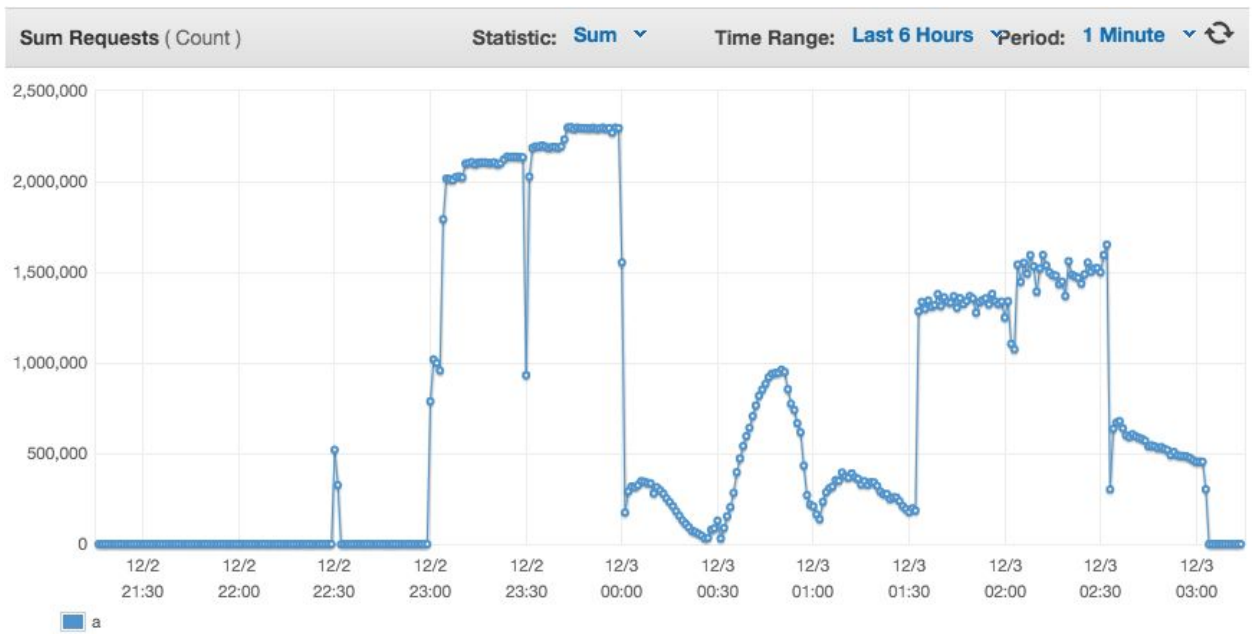 Sum Requests ( Count ) Statistic: Sum Time Range: Last 6 Hours Period: 1 Minute
2,500,000
2,000,000
1,500,000
1,000,000
500,000
0
12/2 12/2 12/2 12/2 12/2 12/3 12/3 12/3 12/3 12/3 12/3 12/3
21:30 22:00 22:30 23:00 23:30 00:00 00:30 01:00 01:30 02:00 02:30 03:00
a